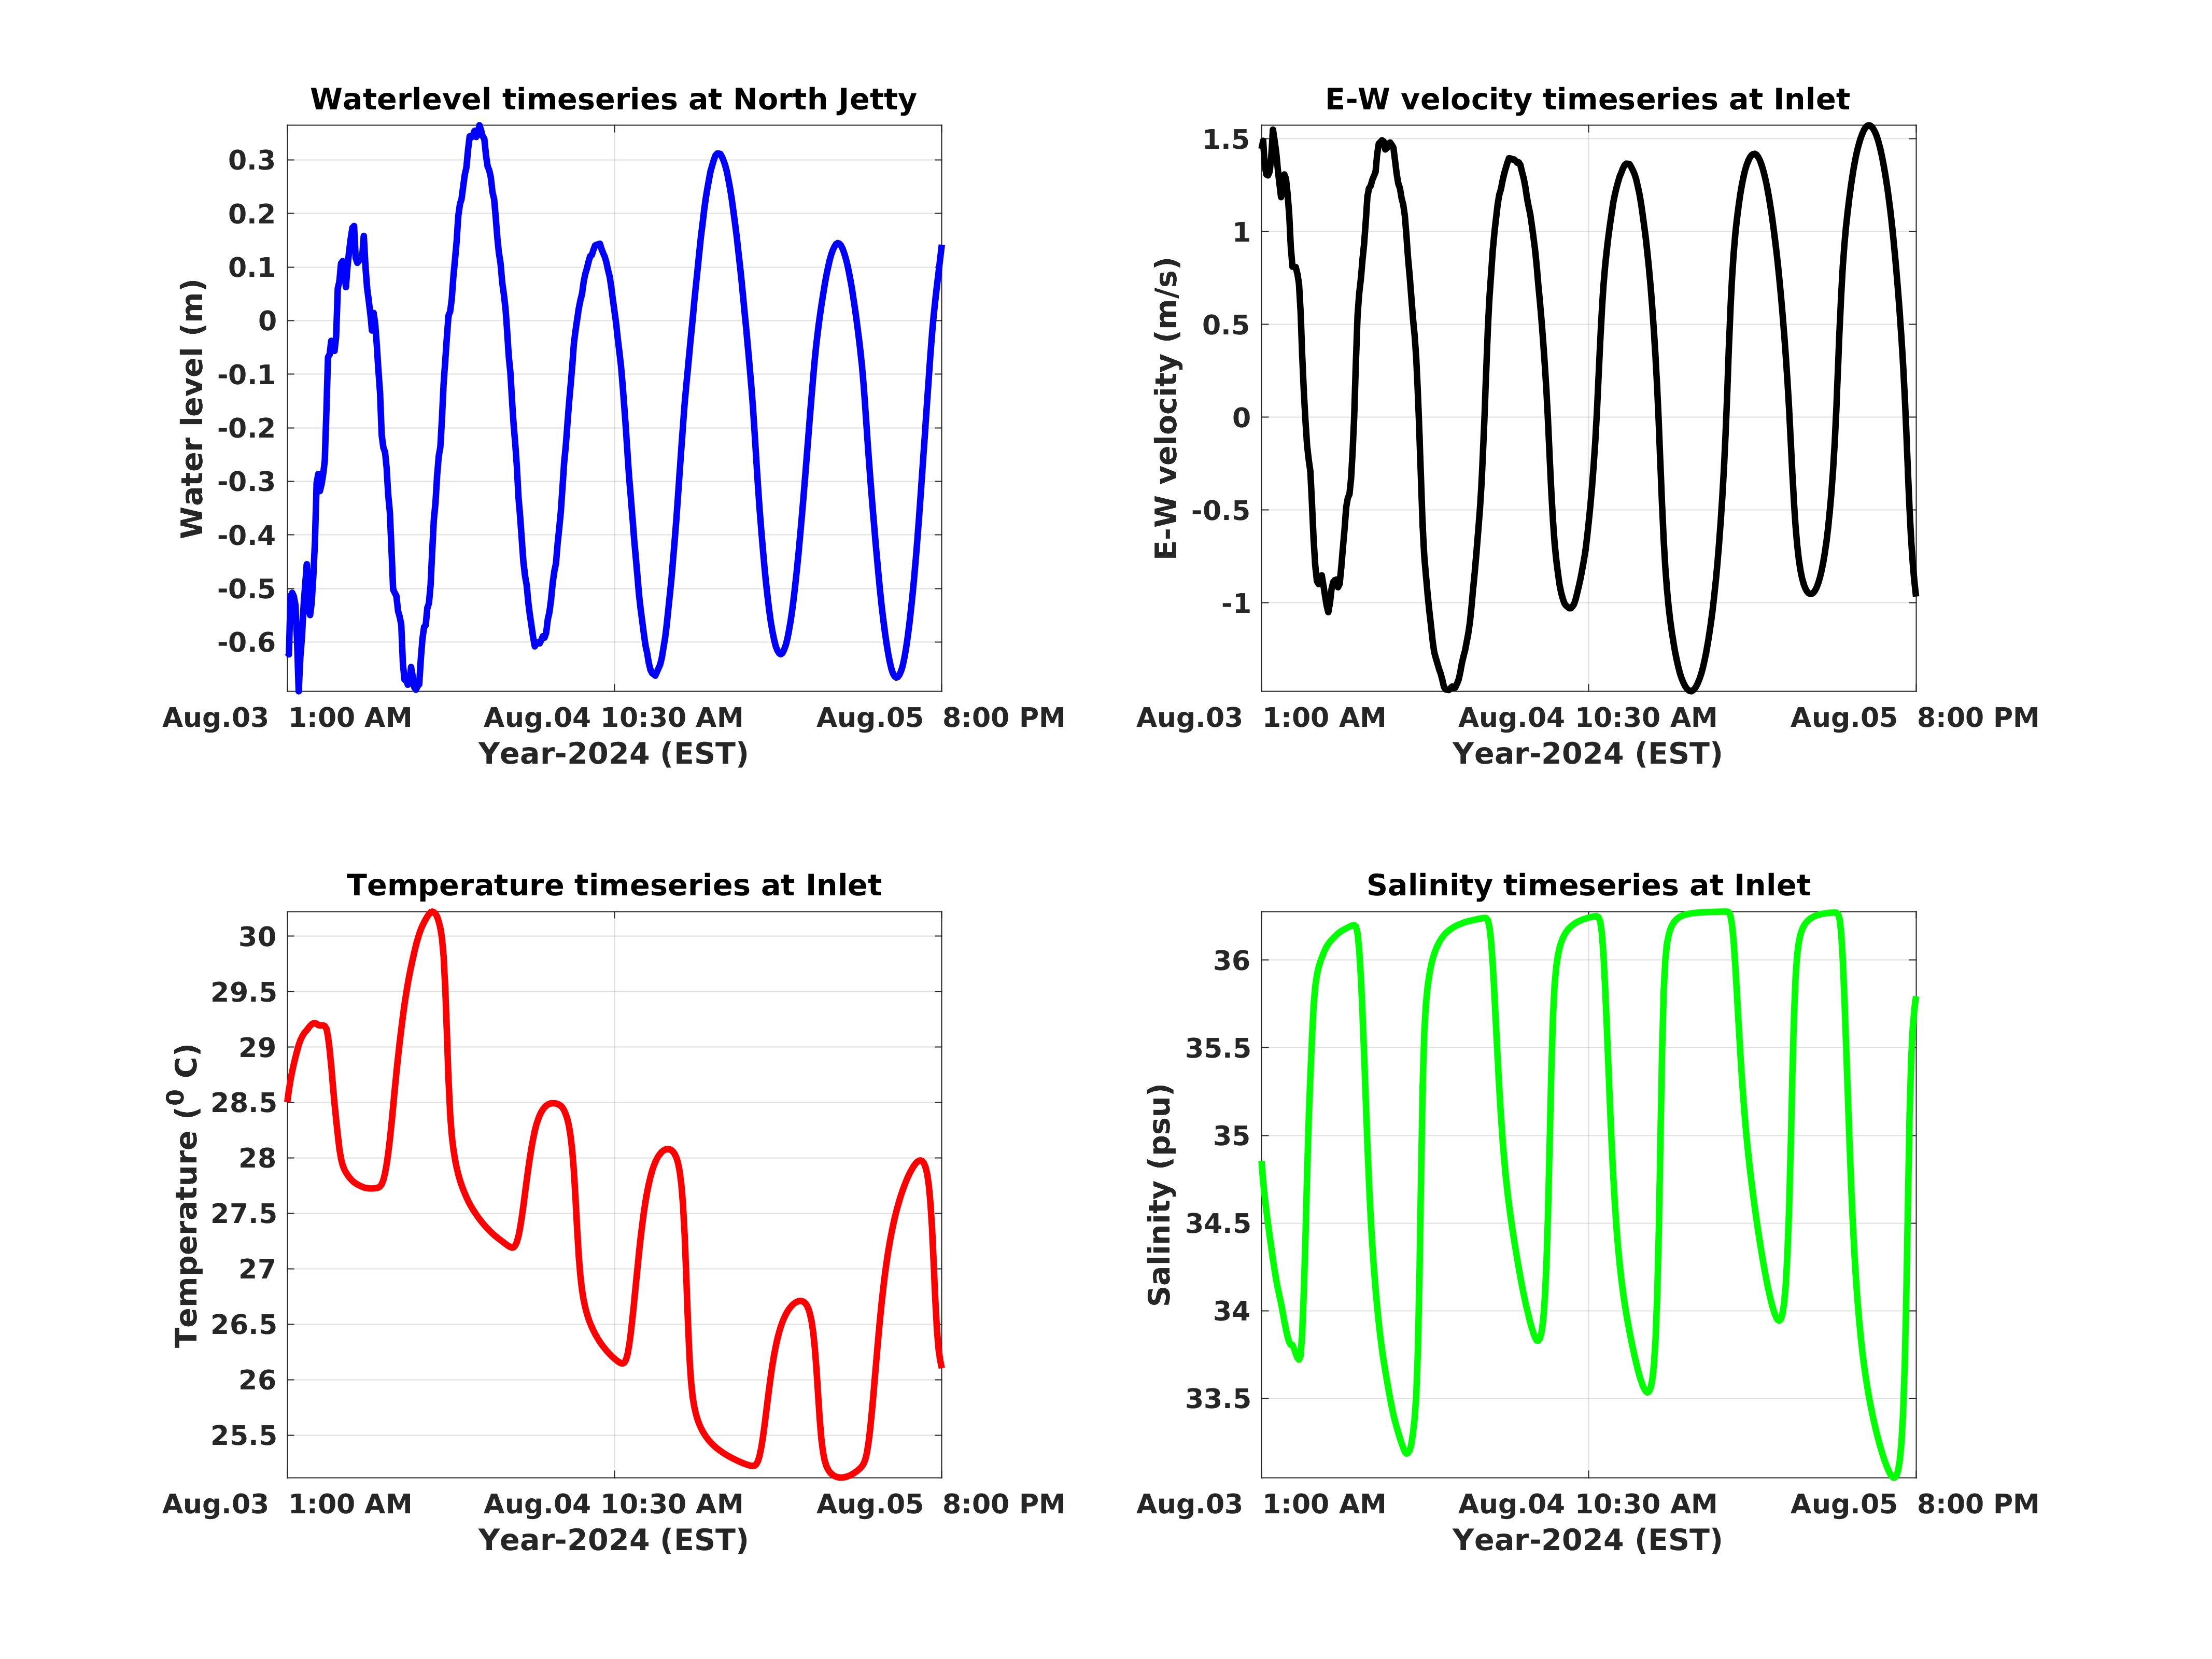 Waterlevel timeseries at North Jetty
Water level (m)
0.3
0.2
0.1
0
-0.1
-0.2
-0.3
-0.4
-0.5
-0.6
Aug.03 1:00 AM Aug.04 10:30 AM Aug.05 8:00 PM
Year-2024 (EST)
E-W velocity timeseries at Inlet
E-W velocity (m/s)
1.5
1
0.5
0
-0.5
-1
Aug.03 1:00 AM Aug.04 10:30 AM Aug.05 8:00 PM
Year-2024 (EST)
Temperature timeseries at Inlet
Temperature (⁰ C)
30
29.5
29
28.5
28
27.5
27
26.5
26
25.5
Aug.03 1:00 AM Aug.04 10:30 AM Aug.05 8:00 PM
Year-2024 (EST)
Salinity timeseries at Inlet
Salinity (psu)
36
35.5
35
34.5
34
33.5
Aug.03 1:00 AM Aug.04 10:30 AM Aug.05 8:00 PM
Year-2024 (EST)